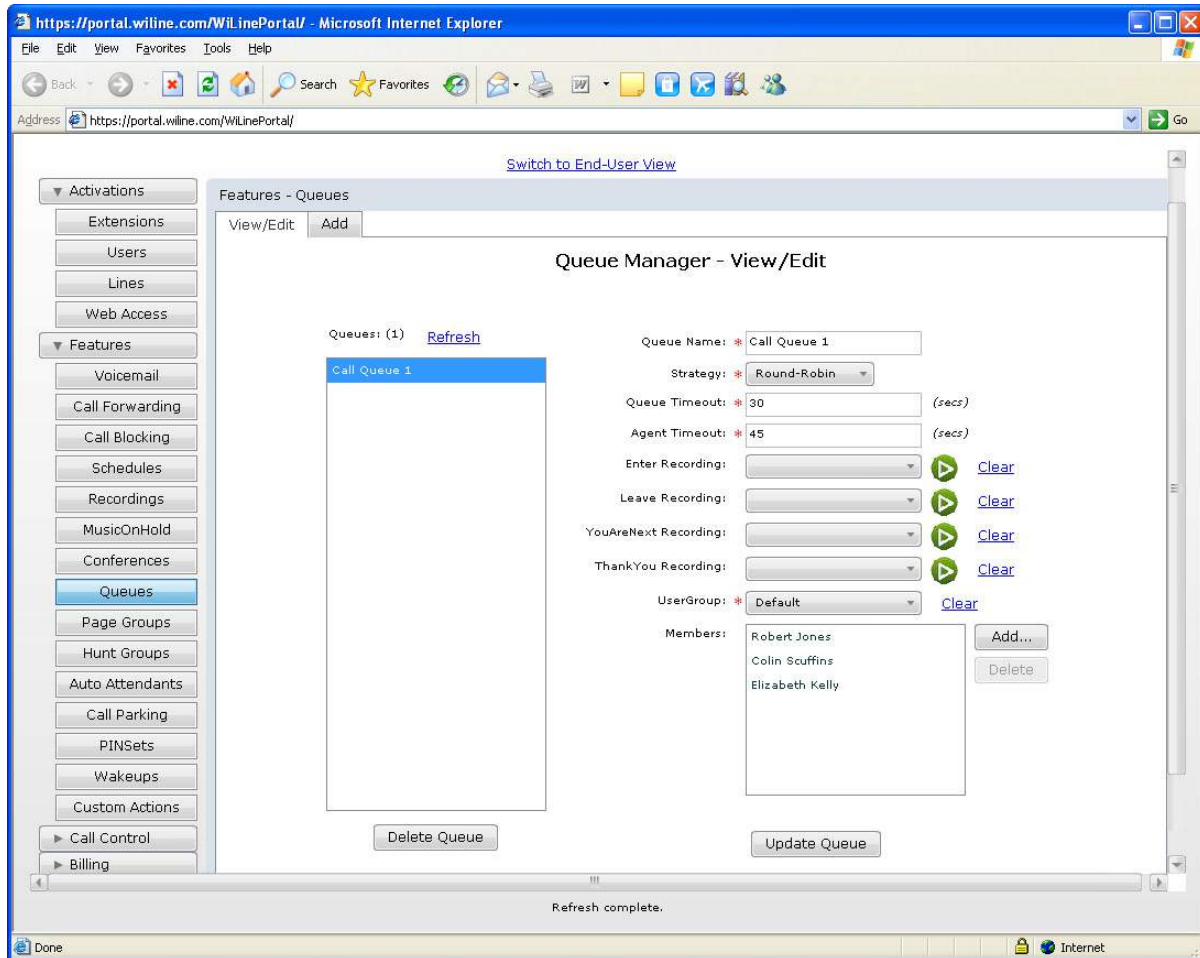 https://portal.wiline.com/WiLinePortal/ - Microsoft Internet Explorer
File Edit View Favorites Tools Help
Back Search Favorites
Address https://portal.wiline.com/WiLinePortal/ Go
Switch to End-User View
Activations
Extensions
Users
Lines
Web Access
Features
Voicemail
Call Forwarding
Call Blocking
Schedules
Recordings
MusicOnHold
Conferences
Queues
Page Groups
Hunt Groups
Auto Attendants
Call Parking
PINSets
Wakeups
Custom Actions
Call Control
Billing
Features - Queues
View/Edit Add
Queue Manager - View/Edit
Queues: (1) Refresh
Call Queue 1
Delete Queue
Queue Name: * Call Queue 1
Strategy: * Round-Robin
Queue Timeout: * 30 (secs)
Agent Timeout: * 45 (secs)
Enter Recording: Clear
Leave Recording: Clear
YouAreNext Recording: Clear
ThankYou Recording: Clear
UserGroup: * Default Clear
Members:
Robert Jones
Colin Scuffins
Elizabeth Kelly
Add...
Delete
Update Queue
Refresh complete.
Done Internet